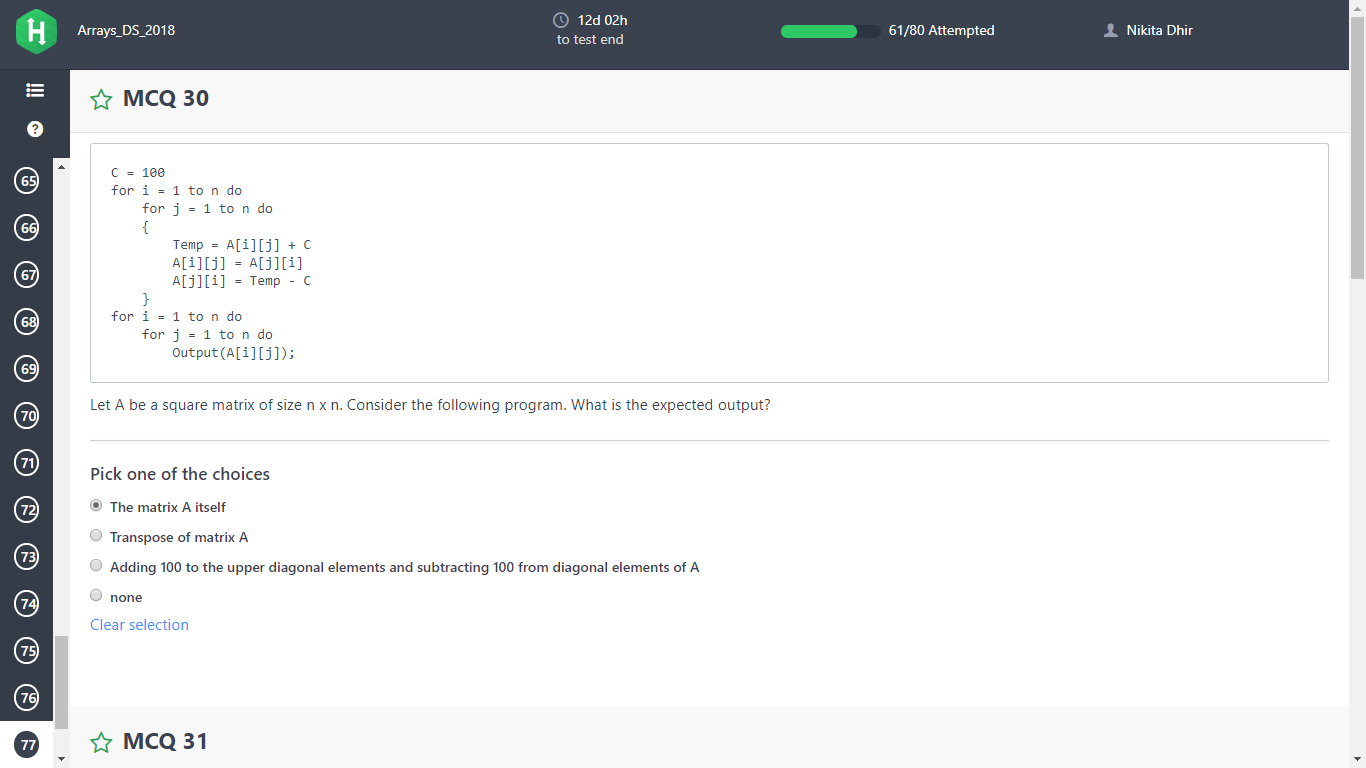 Arrays_DS_2018
12d 02h
to test end
61/80 Attempted
Nikita Dhir
MCQ 30
65
66
67
68
69
70
71
72
73
74
75
76
77
C = 100
for i = 1 to n do
    for j = 1 to n do
    {
        Temp = A[i][j] + C
        A[i][j] = A[j][i]
        A[j][i] = Temp - C
    }
for i = 1 to n do
    for j = 1 to n do
        Output(A[i][j]);
Let A be a square matrix of size n x n. Consider the following program. What is the expected output?
Pick one of the choices
The matrix A itself
Transpose of matrix A
Adding 100 to the upper diagonal elements and subtracting 100 from diagonal elements of A
none
Clear selection
MCQ 31